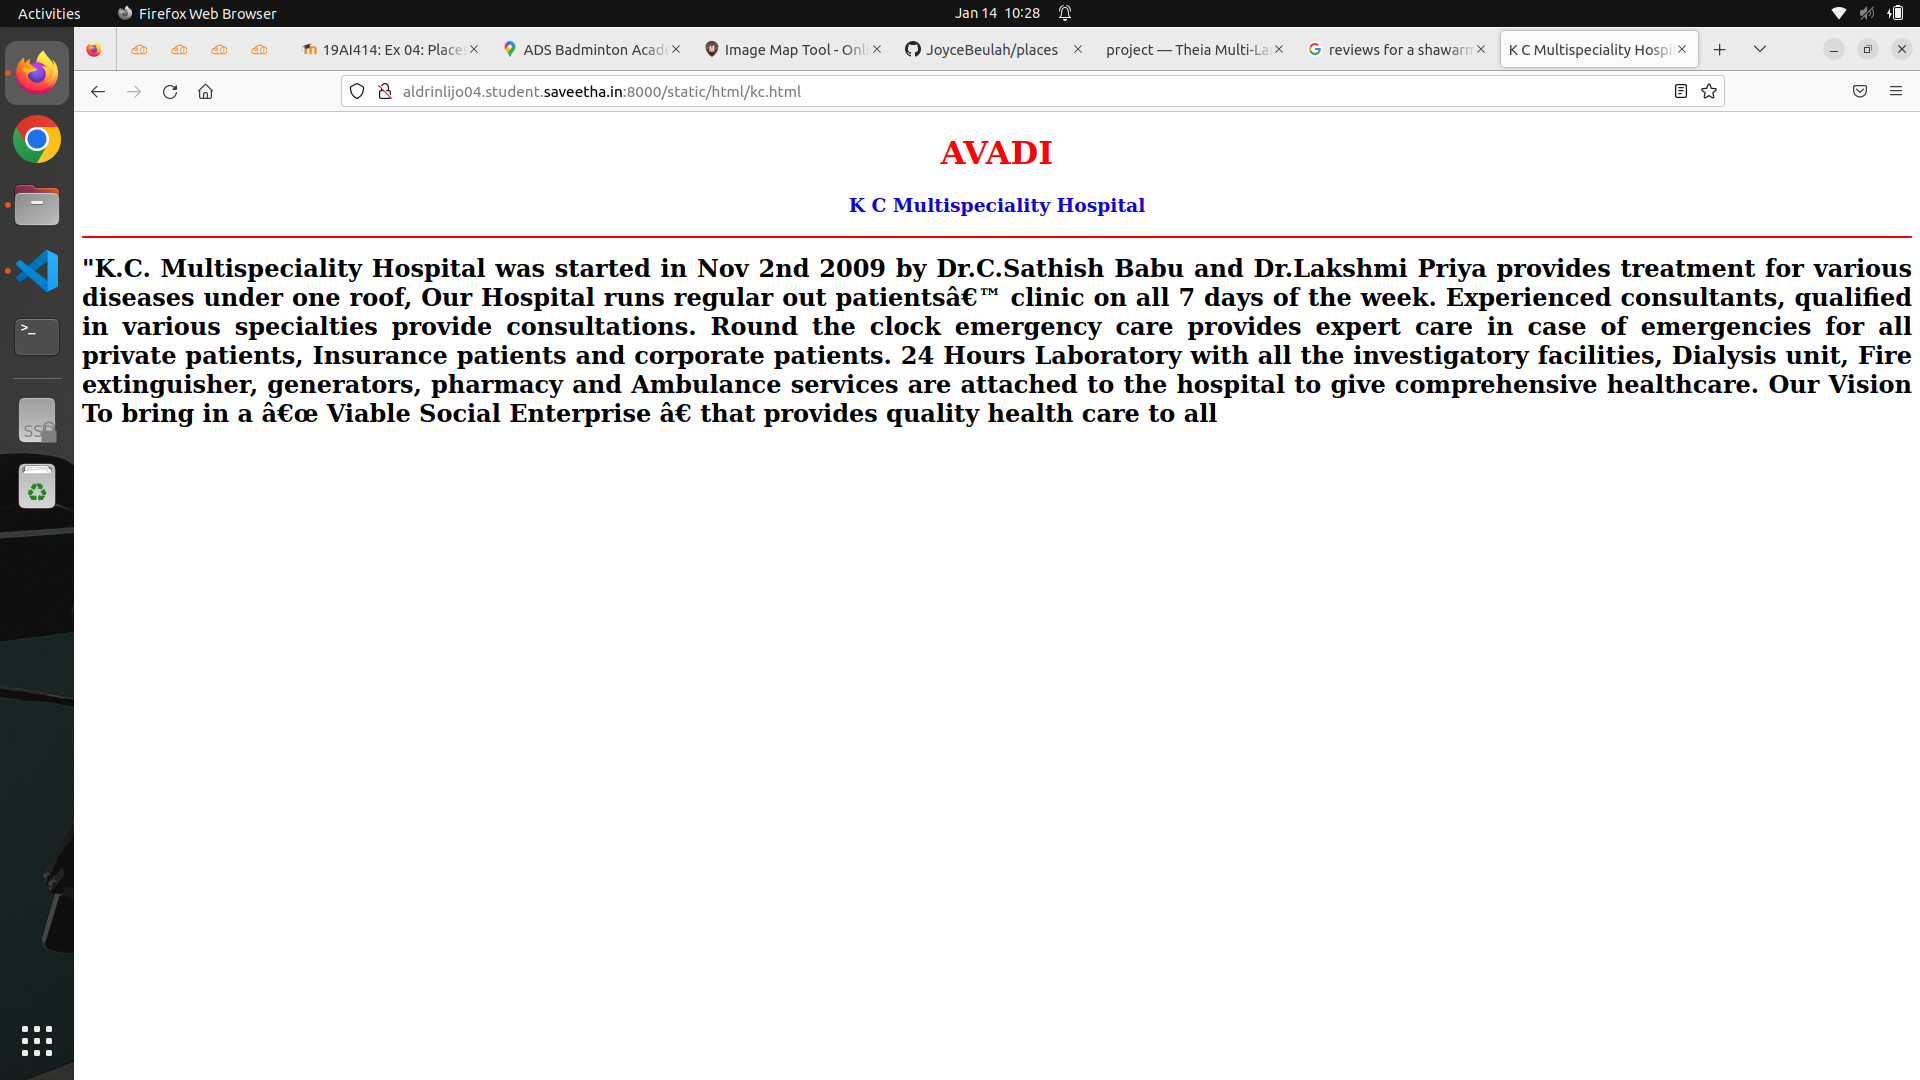 Activities Firefox Web Browser Jan 14 10:28
19AI414: Ex 04: Places ADS Badminton Acade Image Map Tool - Onli JoyceBeulah/places project — Theia Multi-La reviews for a shawarm K C Multispeciality Hospi
aldrinlijo04.student.saveetha.in:8000/static/html/kc.html
AVADI
K C Multispeciality Hospital
"K.C. Multispeciality Hospital was started in Nov 2nd 2009 by Dr.C.Sathish Babu and Dr.Lakshmi Priya provides treatment for various
diseases under one roof, Our Hospital runs regular out patientsâ€™ clinic on all 7 days of the week. Experienced consultants, qualified
in various specialties provide consultations. Round the clock emergency care provides expert care in case of emergencies for all
private patients, Insurance patients and corporate patients. 24 Hours Laboratory with all the investigatory facilities, Dialysis unit, Fire
extinguisher, generators, pharmacy and Ambulance services are attached to the hospital to give comprehensive healthcare. Our Vision
To bring in a â€œ Viable Social Enterprise â€ that provides quality health care to all